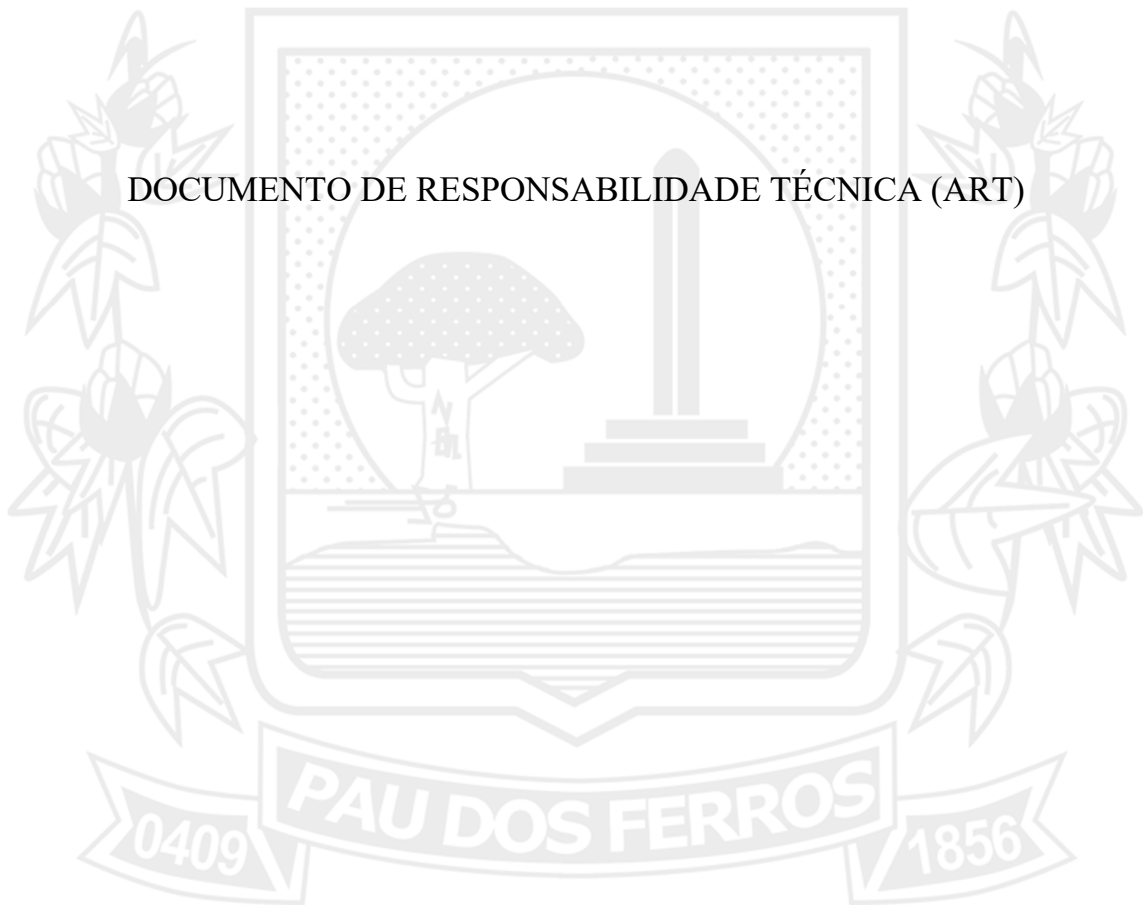 DOCUMENTO DE RESPONSABILIDADE TÉCNICA (ART)
PAU DOS FERROS
0409
1856